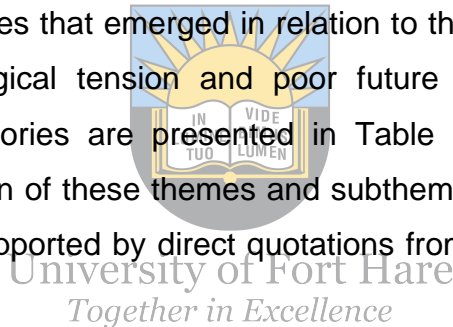 es that emerged in relation to th
gical tension and poor future
ories are presented in Table
n of these themes and subthem
pported by direct quotations fror
IN VIDE
TUO LUMEN
University of Fort Hare
Together in Excellence